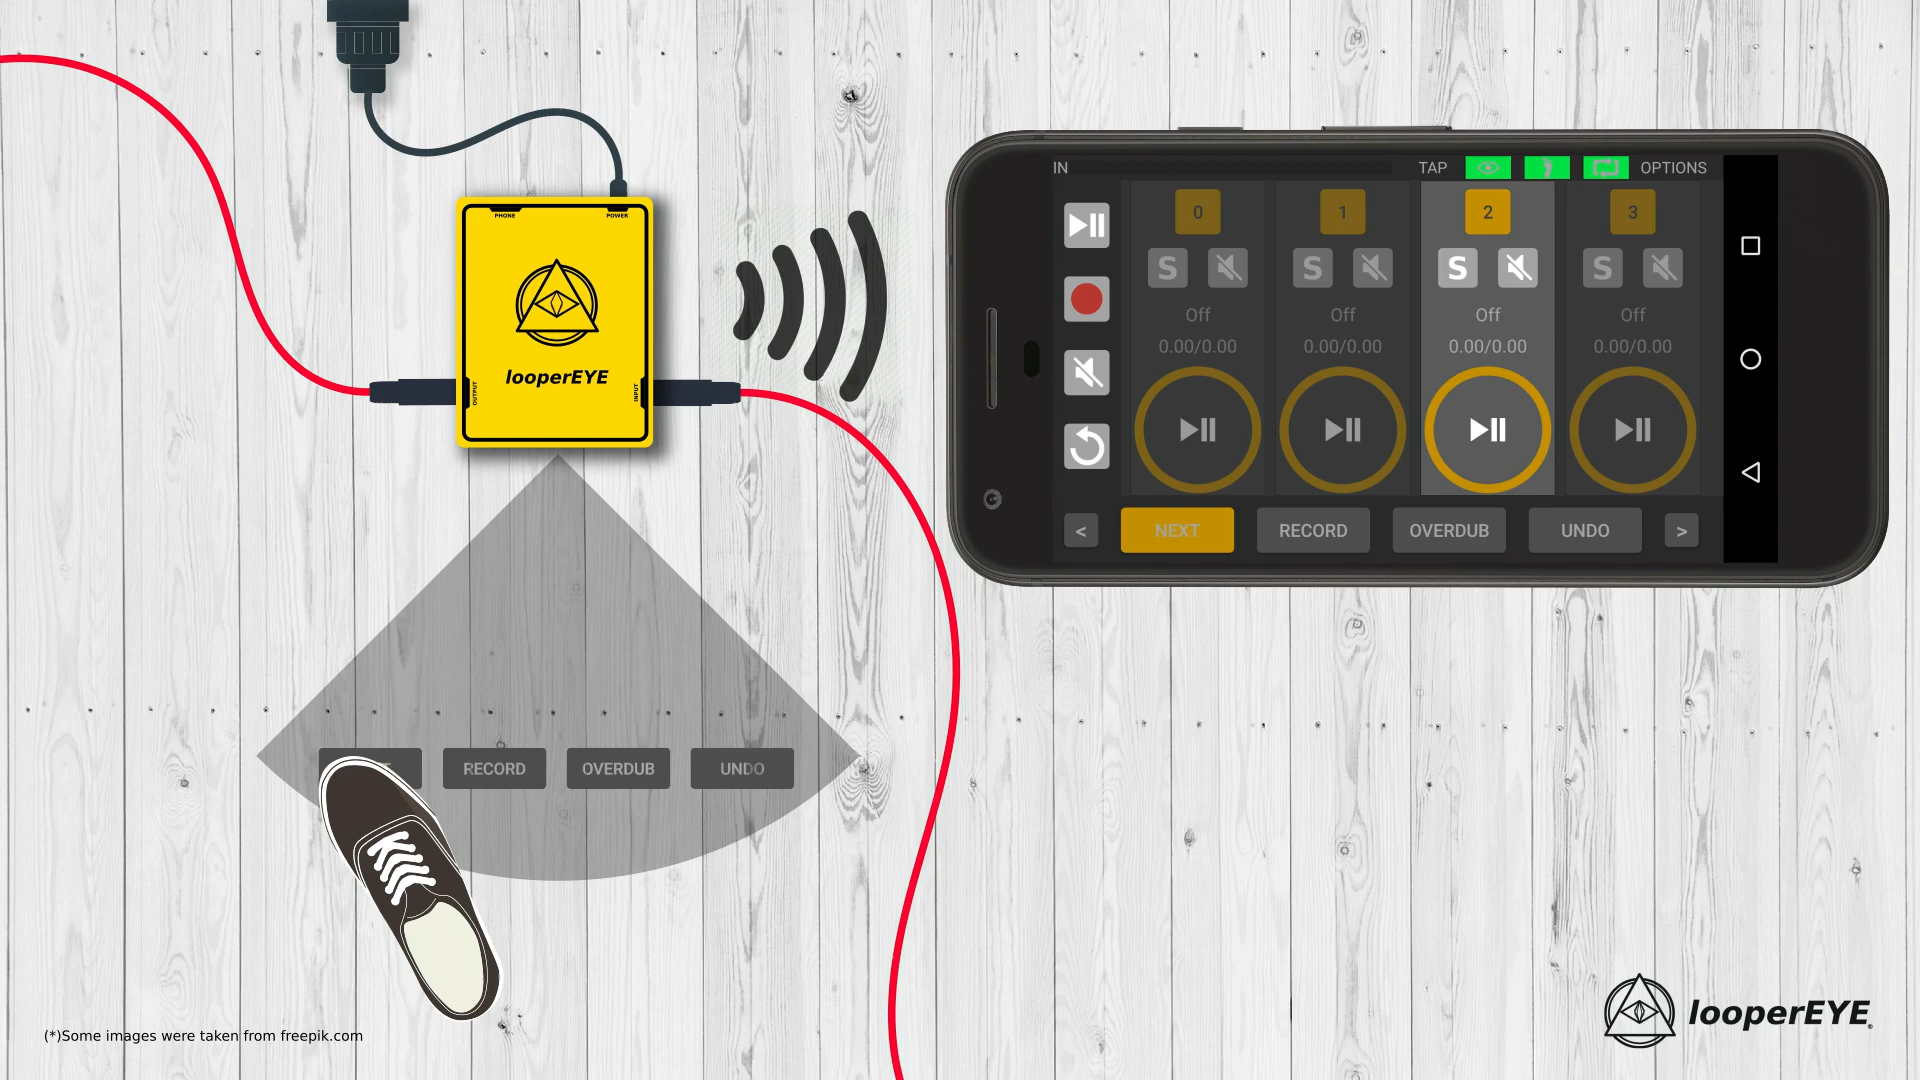 PHONE
POWER
looperEYE
OUTPUT
INPUT
IN
TAP
OPTIONS
0
1
2
3
S
S
S
S
Off
Off
Off
Off
0.00/0.00
0.00/0.00
0.00/0.00
0.00/0.00
<
NEXT
RECORD
OVERDUB
UNDO
>
RECORD
OVERDUB
UNDO
(*)Some images were taken from freepik.com
looperEYE®